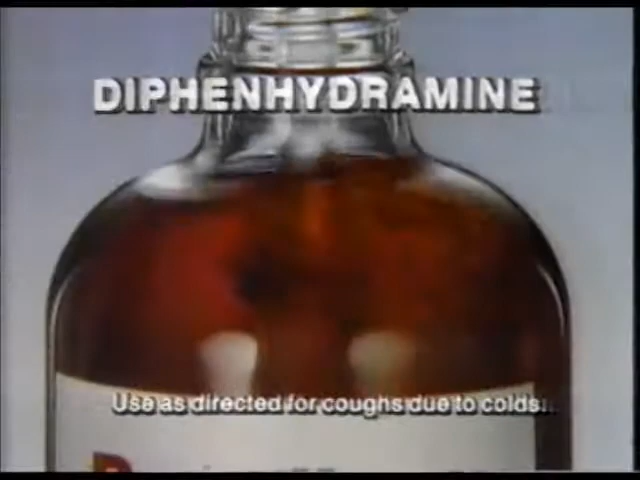 DIPHENHYDRAMINE
Use as directed for coughs due to colds.